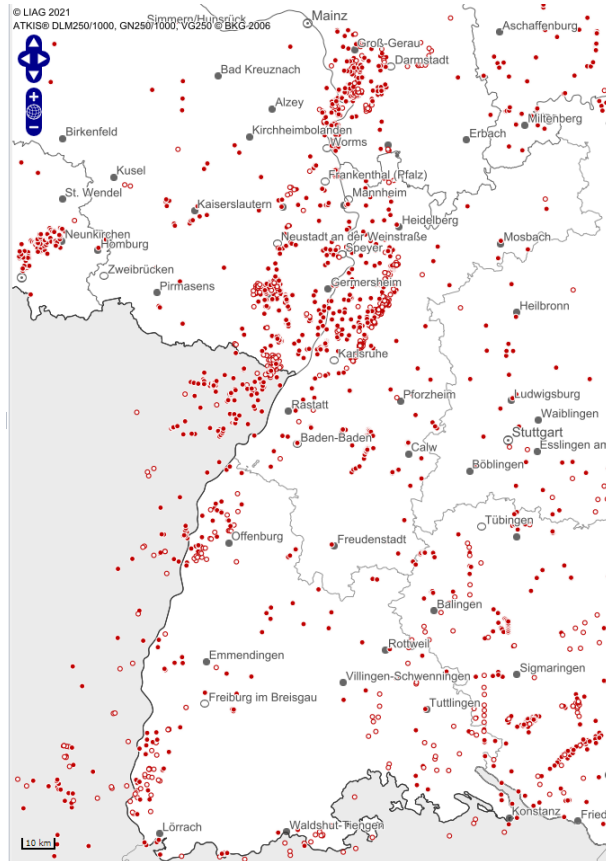 © LIAG 2021
Simmern/Hunsrück
Mainz
ATKIS® DLM250/1000, GN250/1000, VG250 © BKG 2006
Aschaffenburg
Groß-Gerau
Darmstadt
Bad Kreuznach
+
Alzey
Miltenberg
−
Birkenfeld
Kirchheimbolanden
Erbach
Worms
Kusel
Frankenthal (Pfalz)
St. Wendel
Mannheim
Kaiserslautern
Heidelberg
Neunkirchen
Neustadt an der Weinstraße
Mosbach
Homburg
Speyer
Zweibrücken
Germersheim
Pirmasens
Heilbronn
Karlsruhe
Pforzheim
Ludwigsburg
Rastatt
Waiblingen
Stuttgart
Baden-Baden
Calw
Esslingen am
Böblingen
Tübingen
Offenburg
Freudenstadt
Balingen
Rottweil
Emmendingen
Sigmaringen
Villingen-Schwenningen
Freiburg im Breisgau
Tuttlingen
Konstanz
Fried
Lörrach
Waldshut-Tiengen
10 km